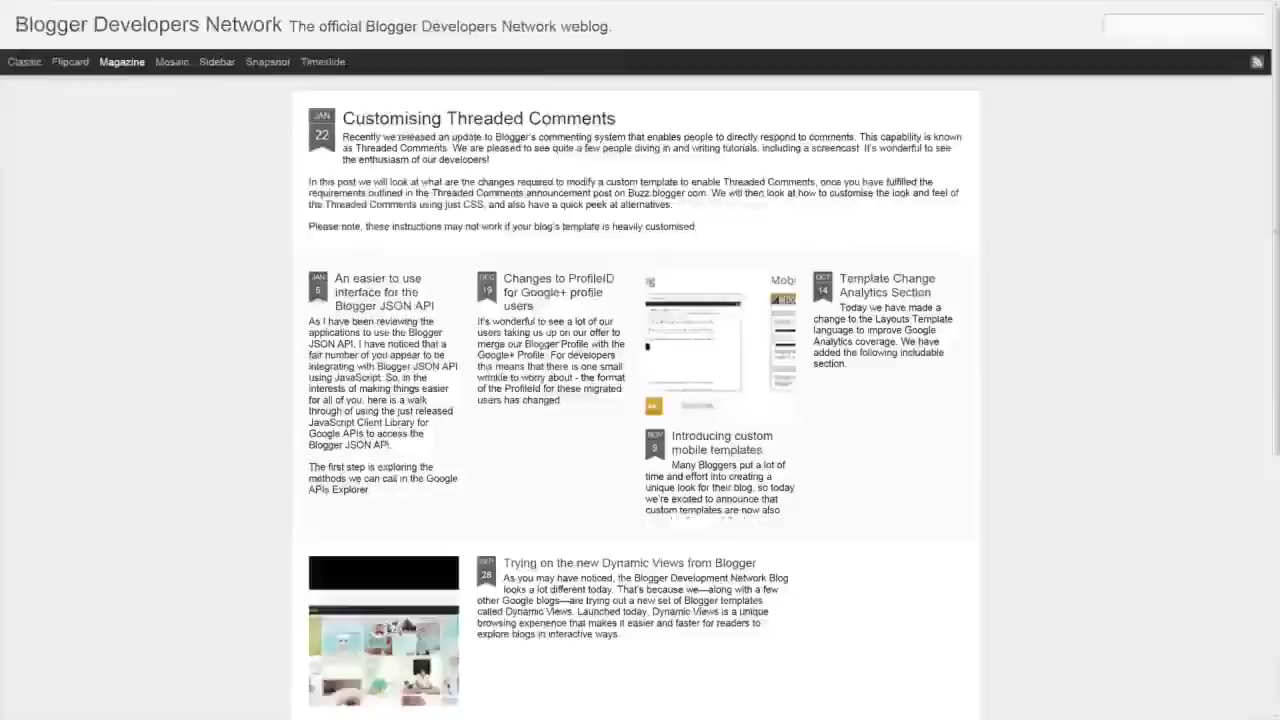 Blogger Developers Network The official Blogger Developers Network weblog.
Classic Flipcard Magazine Mosaic Sidebar Snapshot Timeslide
JAN
22
Customising Threaded Comments
Recently we released an update to Blogger's commenting system that enables people to directly respond to comments. This capability is known
as Threaded Comments. We are pleased to see quite a few people diving in and writing tutorials, including a screencast. It's wonderful to see
the enthusiasm of our developers!
In this post we will look at what are the changes required to modify a custom template to enable Threaded Comments, once you have fulfilled the
requirements outlined in the Threaded Comments announcement post on Buzz.blogger.com. We will then look at how to customise the look and feel of
the Threaded Comments using just CSS, and also have a quick peek at alternatives.
Please note, these instructions may not work if your blog's template is heavily customised.
JAN
An easier to use
interface for the
Blogger JSON API
As I have been reviewing the
applications to use the Blogger
JSON API, I have noticed that a
fair number of you appear to be
integrating with Blogger JSON API
using JavaScript. So, in the
interests of making things easier
for all of you, here is a walk
through of using the just released
JavaScript Client Library for
Google APIs to access the
Blogger JSON API.
The first step is exploring the
methods we can call in the Google
APIs Explorer
DEC
19
Changes to ProfileID
for Google+ profile
users
It's wonderful to see a lot of our
users taking us up on our offer to
merge our Blogger Profile with the
Google+ Profile. For developers
this means that there is one small
wrinkle to worry about - the format
of the ProfileId for these migrated
users has changed.
Mobi
NOV
9
Introducing custom
mobile templates
Many Bloggers put a lot of
time and effort into creating a
unique look for their blog, so today
we're excited to announce that
custom templates are now also
OCT
14
Template Change
Analytics Section
Today we have made a
change to the Layouts Template
language to improve Google
Analytics coverage. We have
added the following includable
section.
SEP
28
Trying on the new Dynamic Views from Blogger
As you may have noticed, the Blogger Development Network Blog
looks a lot different today. That's because we—along with a few
other Google blogs—are trying out a new set of Blogger templates
called Dynamic Views. Launched today, Dynamic Views is a unique
browsing experience that makes it easier and faster for readers to
explore blogs in interactive ways.